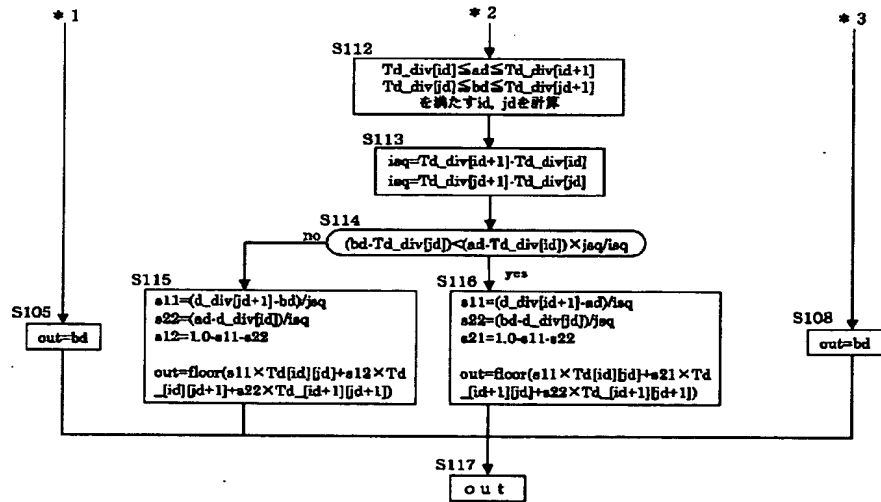 *1
*2
*3
S112
Td_div[id]≦ad≦Td_div[id+1]
Td_div[jd]≦bd≦Td_div[jd+1]
を満たすid, jdを計算
S113
isq=Td_div[id+1]-Td_div[id]
isq=Td_div[jd+1]-Td_div[jd]
S114
(bd-Td_div[jd])<(ad-Td_div[id])×jsq/isq
no
yes
S115
s11=(d_div[jd+1]-bd)/jsq
s22=(ad-d_div[id])/isq
s12=1.0-s11-s22
out=floor(s11×Td[id][jd]+s12×Td
_[id][jd+1]+s22×Td_[id+1][jd+1])
S116
s11=(d_div[id+1]-ad)/isq
s22=(bd-d_div[jd])/jsq
s21=1.0-s11-s22
out=floor(s11×Td[id][jd]+s21×Td
_[id+1][jd]+s22×Td_[id+1][jd+1])
S105
out=bd
S108
out=bd
S117
out